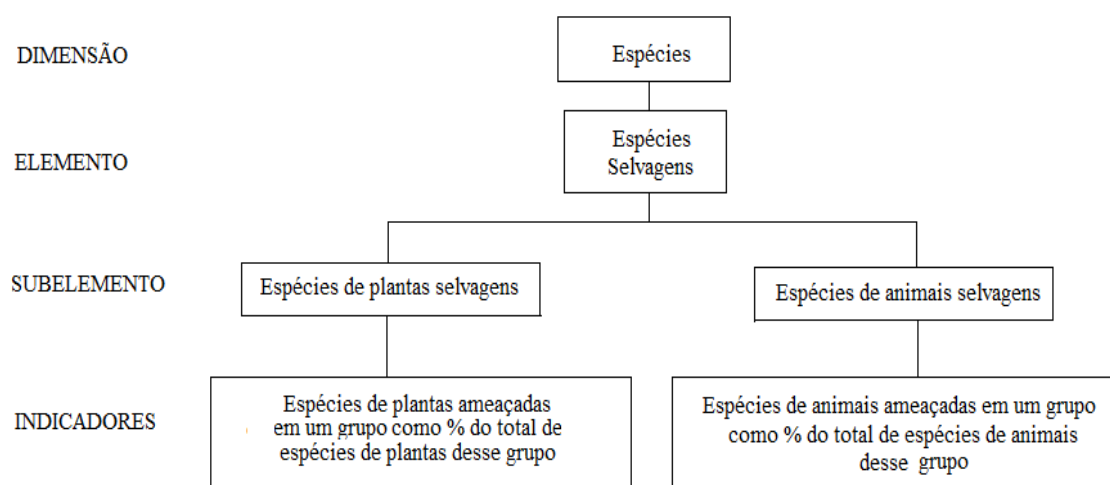 DIMENSÃO
Espécies
ELEMENTO
Espécies
Selvagens
SUBELEMENTO
Espécies de plantas selvagens
Espécies de animais selvagens
INDICADORES
Espécies de plantas ameaçadas
em um grupo como % do total de
espécies de plantas desse grupo
Espécies de animais ameaçadas em um grupo
como % do total de espécies de animais
desse grupo